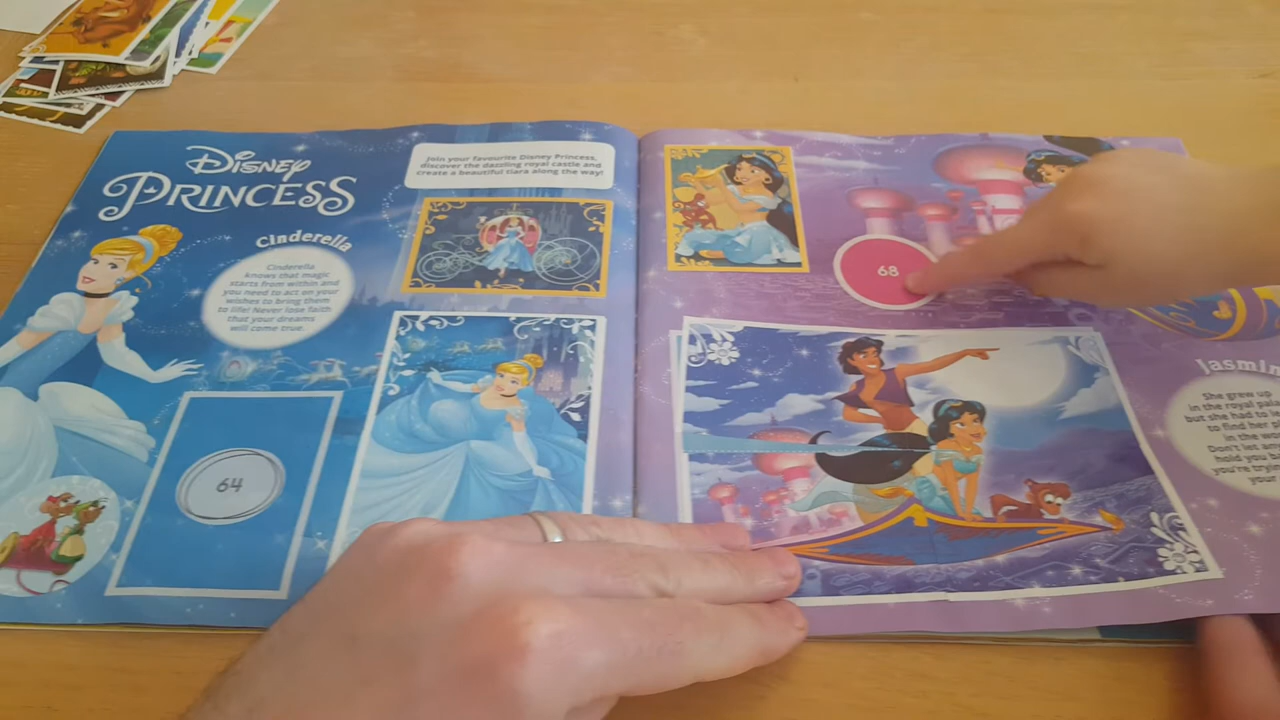 Disney
PRINCESS
Join your favourite Disney Princess,
discover the dazzling royal castle and
create a beautiful tiara along the way!
Cinderella
Cinderella
knows that magic
starts from within and
you need to act on your
wishes to bring them
to life! Never lose faith
that your dreams
will come true.
64
68
Jasmin
She grew up
in the royal pala
but she had to
to find her
in the wo
Don't let an
hold you b
you're tryi
your